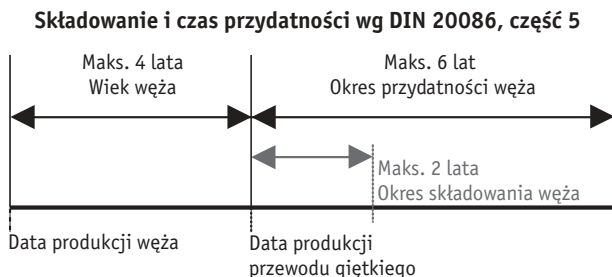 Składowanie i czas przydatności wg DIN 20086, część 5
Maks. 4 lata
Wiek węża
Maks. 6 lat
Okres przydatności węża
Maks. 2 lata
Okres składowania węża
Data produkcji węża
Data produkcji
przewodu giętkiego